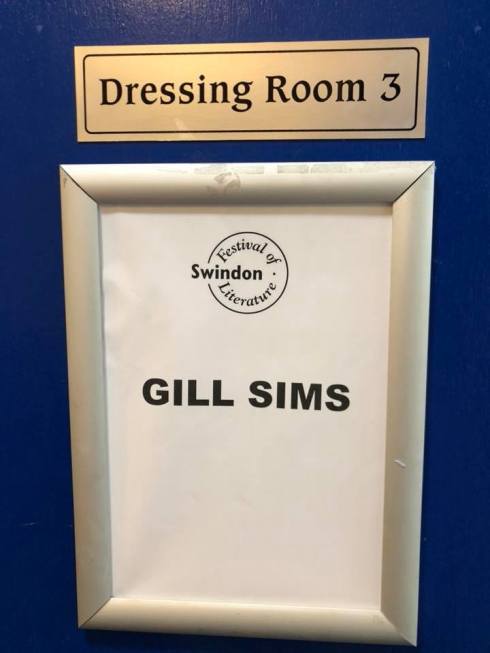 Dressing Room 3
Festival of
Swindon
Literature
GILL SIMS